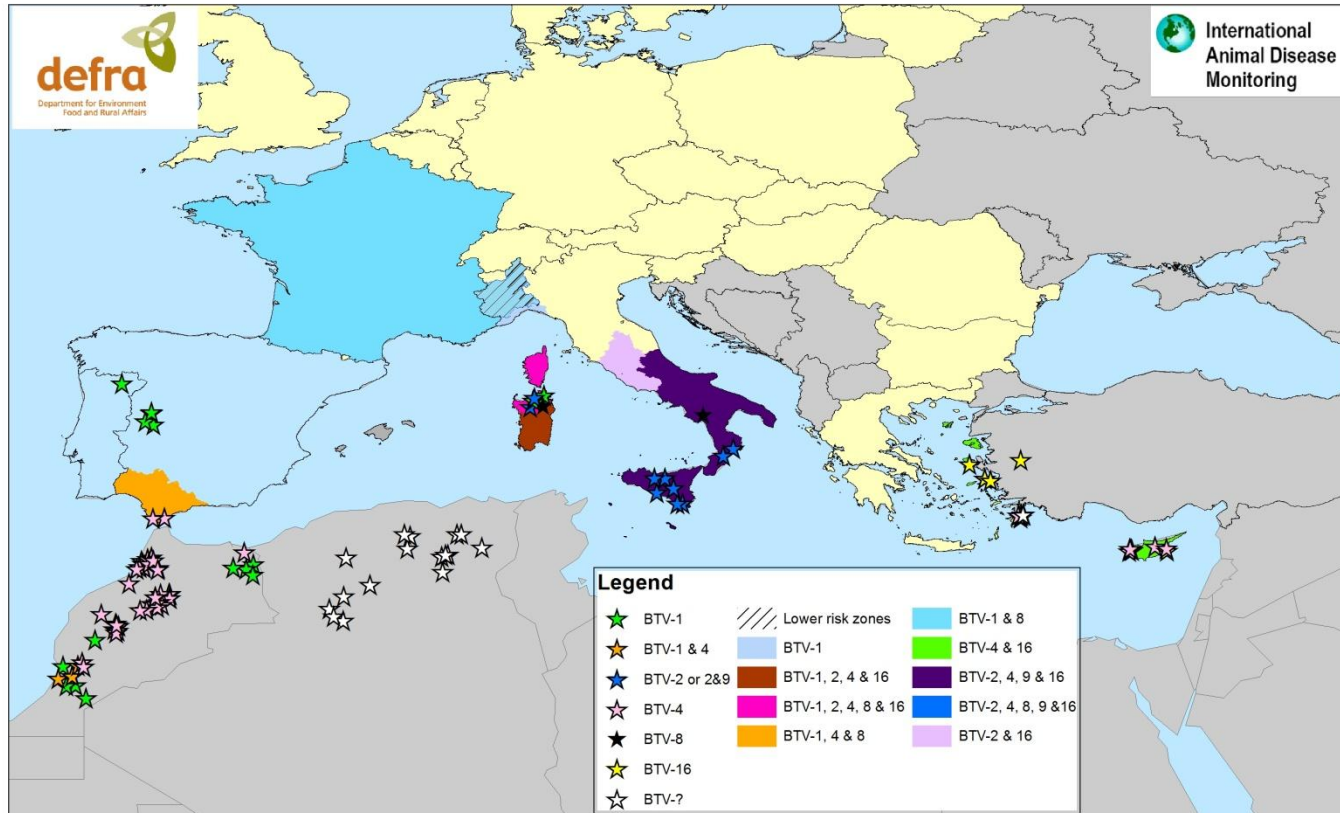 defra
Department for Environment
Food and Rural Affairs
International
Animal Disease
Monitoring
Legend
BTV-1
BTV-1 & 4
BTV-2 or 2&9
BTV-4
BTV-8
BTV-16
BTV-?
Lower risk zones
BTV-1
BTV-1, 2, 4 & 16
BTV-1, 2, 4, 8 & 16
BTV-1, 4 & 8
BTV-1 & 8
BTV-4 & 16
BTV-2, 4, 9 & 16
BTV-2, 4, 8, 9 &16
BTV-2 & 16